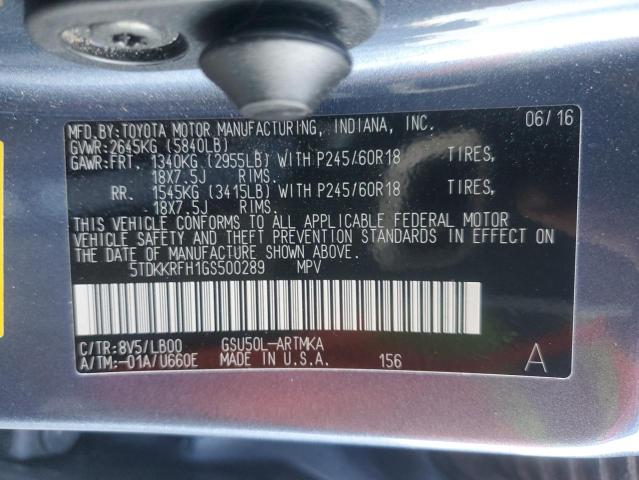 MFD.BY:TOYOTA MOTOR MANUFACTURING, INDIANA, INC. 06/16
GVWR:2645KG (5840LB)
GAWR:FRT. 1340KG (2955LB) WITH P245/60R18 TIRES,
18X7.5J RIMS.
RR. 1545KG (3415LB) WITH P245/60R18 TIRES,
18X7.5J RIMS.
THIS VEHICLE CONFORMS TO ALL APPLICABLE FEDERAL MOTOR
VEHICLE SAFETY AND THEFT PREVENTION STANDARDS IN EFFECT ON
THE DATE OF MANUFACTURE SHOWN ABOVE.
5TDKKRFH1GS500289 MPV
C/TR:8V5/LB00 GSU50L-ARTMKA
A/TM:-01A/U660E MADE IN U.S.A. 156 A